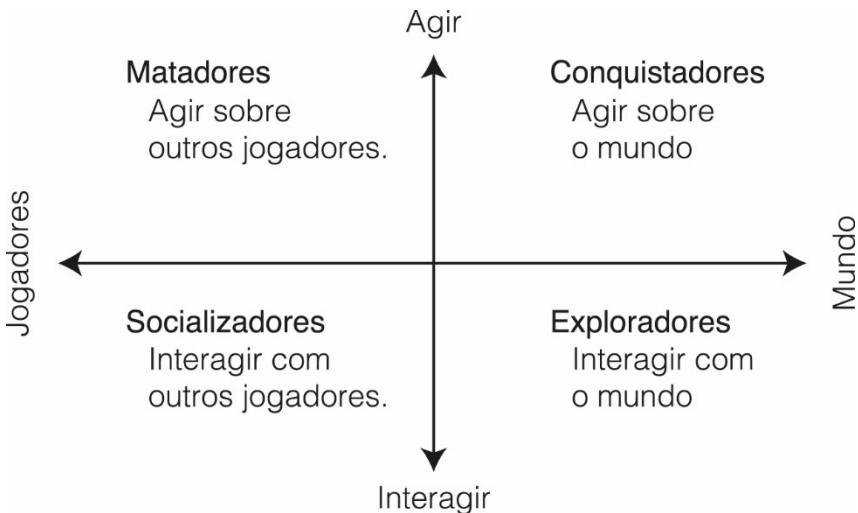 Agir
Matadores
Agir sobre
outros jogadores.
Conquistadores
Agir sobre
o mundo
Jogadores
Mundo
Socializadores
Interagir com
outros jogadores.
Exploradores
Interagir com
o mundo
Interagir